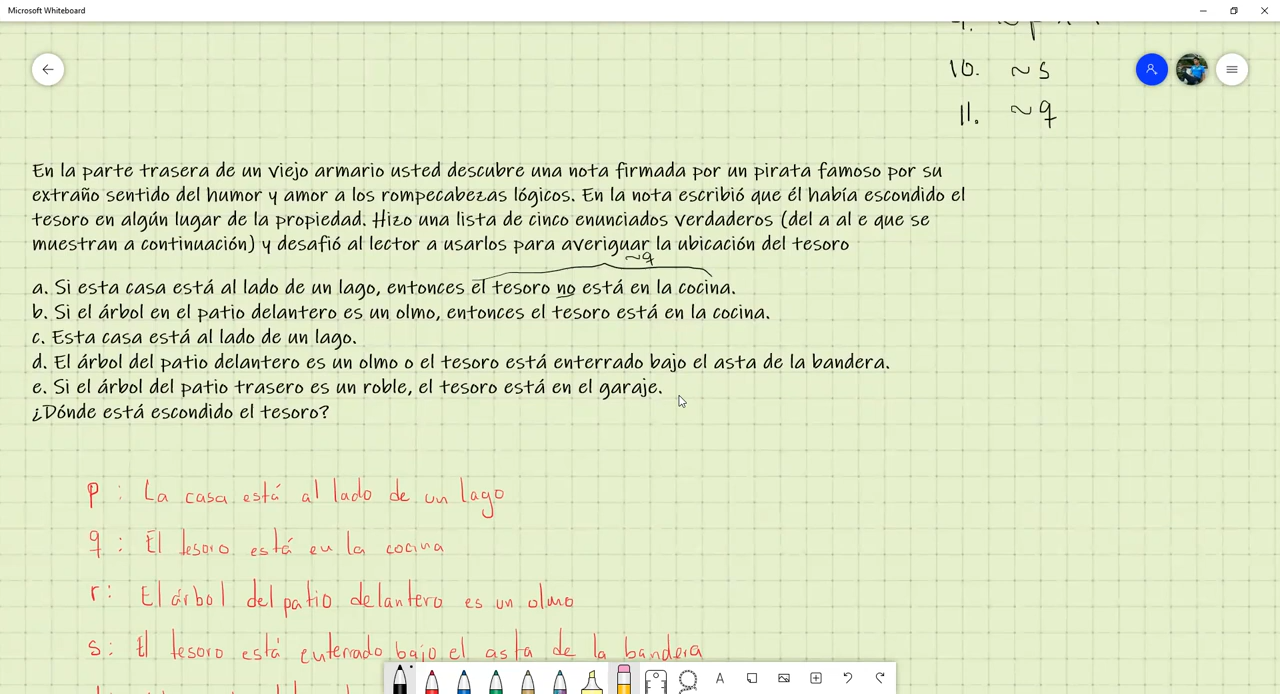 Microsoft Whiteboard
10. ~s
11. ~q
En la parte trasera de un viejo armario usted descubre una nota firmada por un pirata famoso por su
extraño sentido del humor y amor a los rompecabezas lógicos. En la nota escribió que él había escondido el
tesoro en algún lugar de la propiedad. Hizo una lista de cinco enunciados verdaderos (del a al e que se
muestran a continuación) y desafió al lector a usarlos para averiguar la ubicación del tesoro
~q
a. Si esta casa está al lado de un lago, entonces el tesoro no está en la cocina.
b. Si el árbol en el patio delantero es un olmo, entonces el tesoro está en la cocina.
c. Esta casa está al lado de un lago.
d. El árbol del patio delantero es un olmo o el tesoro está enterrado bajo el asta de la bandera.
e. Si el árbol del patio trasero es un roble, el tesoro está en el garaje.
¿Dónde está escondido el tesoro?
p : La casa está al lado de un lago
q : El tesoro está en la cocina
r : El árbol del patio delantero es un olmo
s : El tesoro está enterrado bajo el asta de la bandera